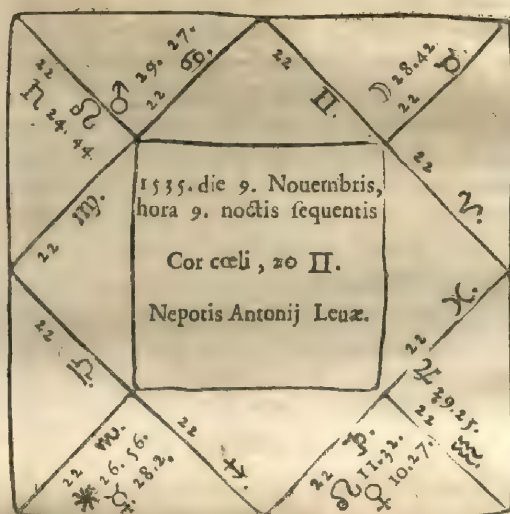 ♂ 29. 27.
22 ♋.
22 ♊.
☽ 28. 42.
22 ♉.
22 ♌
♄ 24. 44.
22 ♈.
1535. die 9. Nouembris,
hora 9. noctis ſequentis
Cor cœli, 20 ♊.
Nepotis Antonij Leuæ.
22 ♍.
22 ♓.
22 ♎.
♃ 39. 25.
22 ♒.
22 ♏.
☀ 26. 56.
☿ 28. 2.
22 ♐.
22 ♑.
☊ 11. 32.
♀ 10. 27.